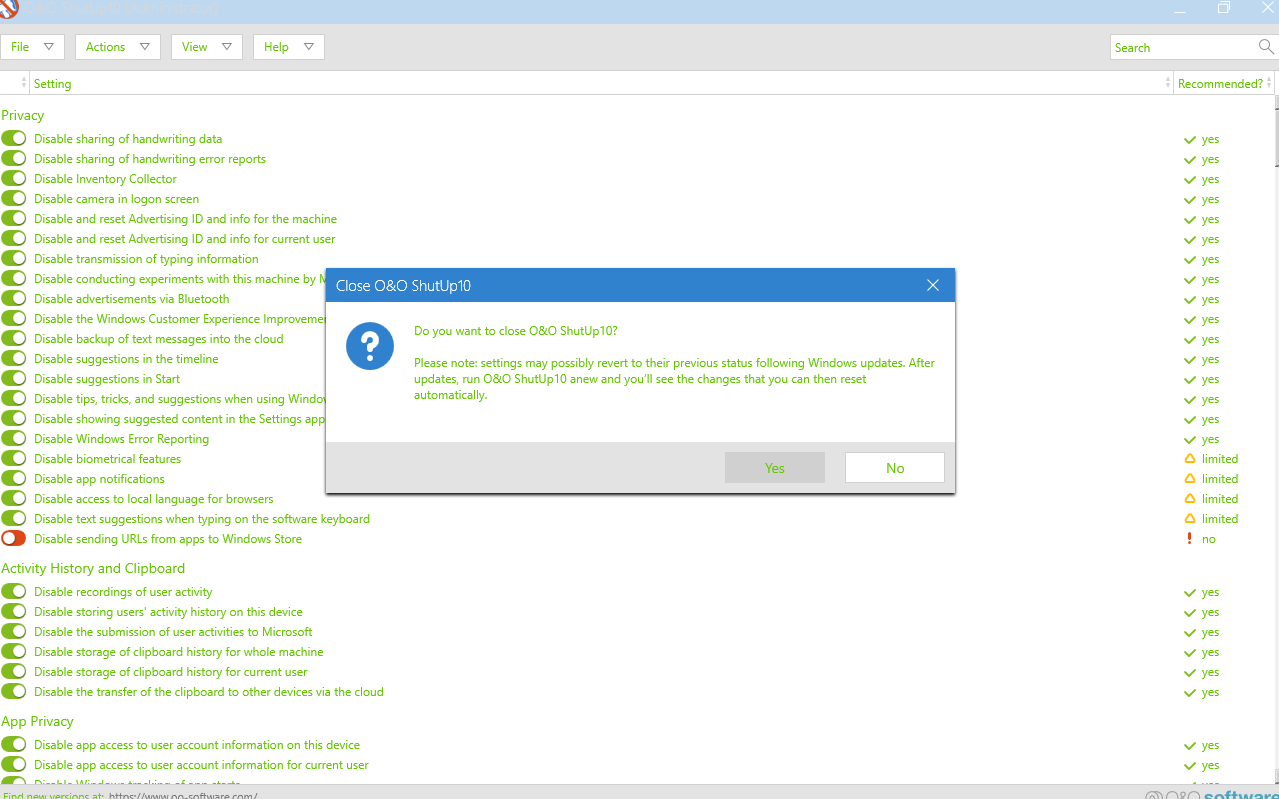 File
Actions
View
Help
Search
Setting
Recommended?
Privacy
Disable sharing of handwriting data yes
Disable sharing of handwriting error reports yes
Disable Inventory Collector yes
Disable camera in logon screen yes
Disable and reset Advertising ID and info for the machine yes
Disable and reset Advertising ID and info for current user yes
Disable transmission of typing information yes
Disable conducting experiments with this machine by yes
Disable advertisements via Bluetooth yes
Disable the Windows Customer Experience yes
Disable backup of text messages into the cloud yes
Disable suggestions in the timeline yes
Disable suggestions in Start yes
Disable tips, tricks, and suggestions when using yes
Disable showing suggested content in the Settings app yes
Disable Windows Error Reporting yes
Disable biometrical features limited
Disable app notifications limited
Disable access to local language for browsers limited
Disable text suggestions when typing on the software keyboard limited
Disable sending URLs from apps to Windows Store no
Close O&O ShutUp10
Do you want to close O&O ShutUp10?
Please note: settings may possibly revert to their previous status following Windows updates. After
updates, run O&O ShutUp10 anew and you'll see the changes that you can then reset
automatically.
Yes
No
Activity History and Clipboard
Disable recordings of user activity yes
Disable storing users' activity history on this device yes
Disable the submission of user activities to Microsoft yes
Disable storage of clipboard history for whole machine yes
Disable storage of clipboard history for current user yes
Disable the transfer of the clipboard to other devices via the cloud yes
App Privacy
Disable app access to user account information on this device yes
Disable app access to user account information for current user yes
Disable Windows tracking of app starts yes
Find new versions at: https://www.oo-software.com/
O&O software